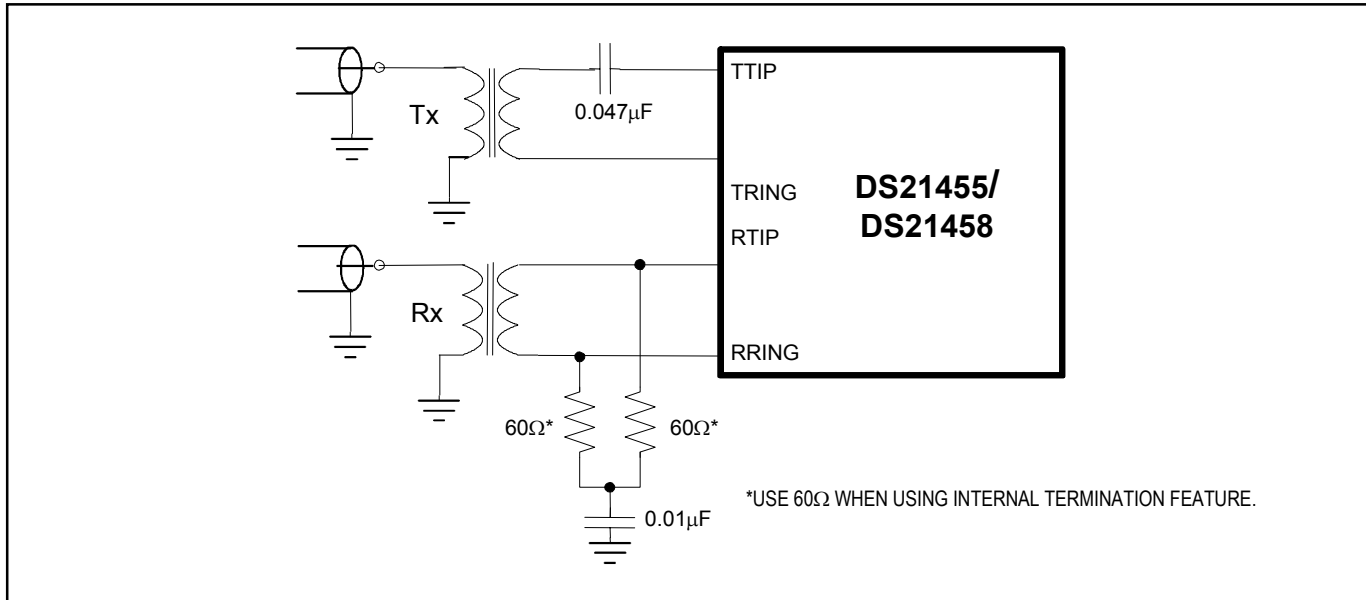 TTIP
0.047μF
Tx
TRING
DS21455/
DS21458
RTIP
Rx
RRING
60Ω*
60Ω*
*USE 60Ω WHEN USING INTERNAL TERMINATION FEATURE.
0.01μF